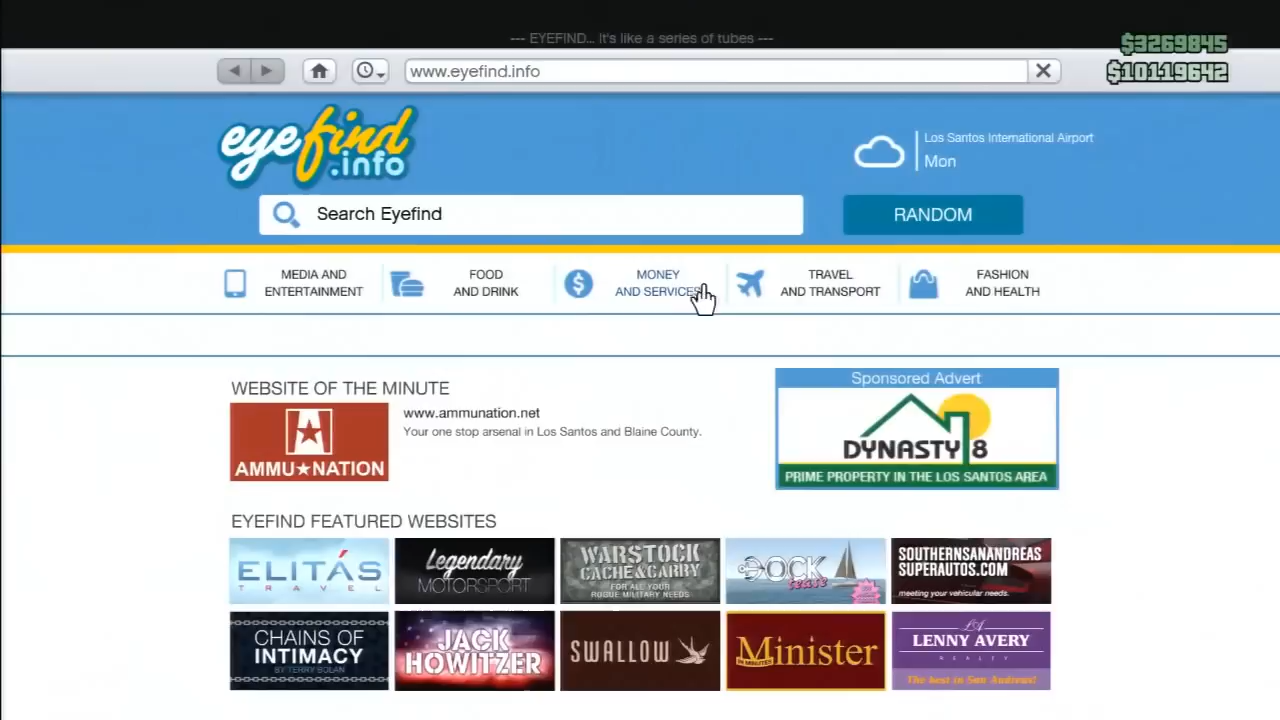 --- EYEFIND... It's like a series of tubes ---
$3269845
$10119642
www.eyefind.info
eyefind
.info
Los Santos International Airport
Mon
Search Eyefind
RANDOM
MEDIA AND
ENTERTAINMENT
FOOD
AND DRINK
MONEY
AND SERVICES
TRAVEL
AND TRANSPORT
FASHION
AND HEALTH
WEBSITE OF THE MINUTE
AMMU★NATION
www.ammunation.net
Your one stop arsenal in Los Santos and Blaine County.
Sponsored Advert
DYNASTY 8
PRIME PROPERTY IN THE LOS SANTOS AREA
EYEFIND FEATURED WEBSITES
ELITÁS
TRAVEL
Legendary
MOTORSPORT
WARSTOCK
CACHE & CARRY
FOR ALL YOUR
ROGUE MILITARY NEEDS
DOCK
tease
SOUTHERNSANANDREAS
SUPERAUTOS.COM
meeting your vehicular needs.
CHAINS OF
INTIMACY
BY TERRY BOLAN
JACK
HOWITZER
SWALLOW
Minister
IN MINUTES
LA
LENNY AVERY
REALTY
The best in San Andreas!